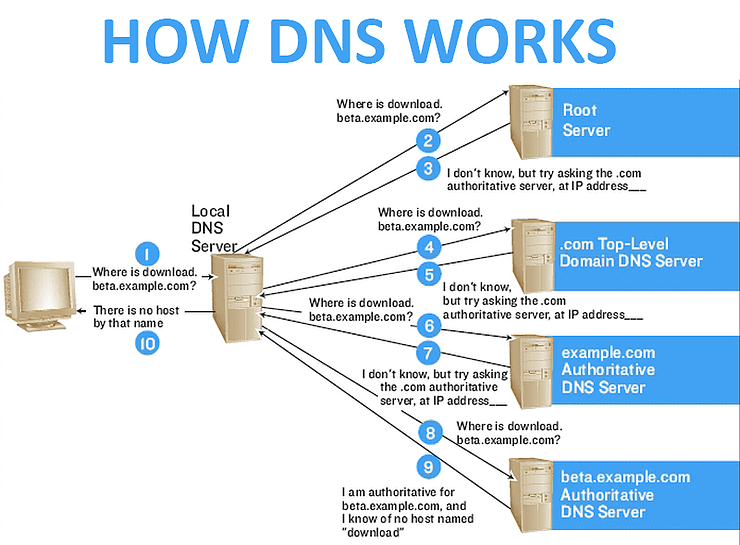 HOW DNS WORKS
Where is download.
beta.example.com?
2
3
Root
Server
I don't know, but try asking the .com
authoritative server, at IP address___
Local
DNS
Server
1
Where is download.
beta.example.com?
There is no host
by that name
10
Where is download.
beta.example.com?
4
5
.com Top-Level
Domain DNS Server
I don't know,
but try asking the .com
authoritative server, at IP address___
Where is download.
beta.example.com?
6
7
example.com
Authoritative
DNS Server
I don't know, but try asking
the .com authoritative
server, at IP address___
8
Where is download.
beta.example.com?
9
I am authoritative for
beta.example.com, and
I know of no host named
"download"
beta.example.com
Authoritative
DNS Server